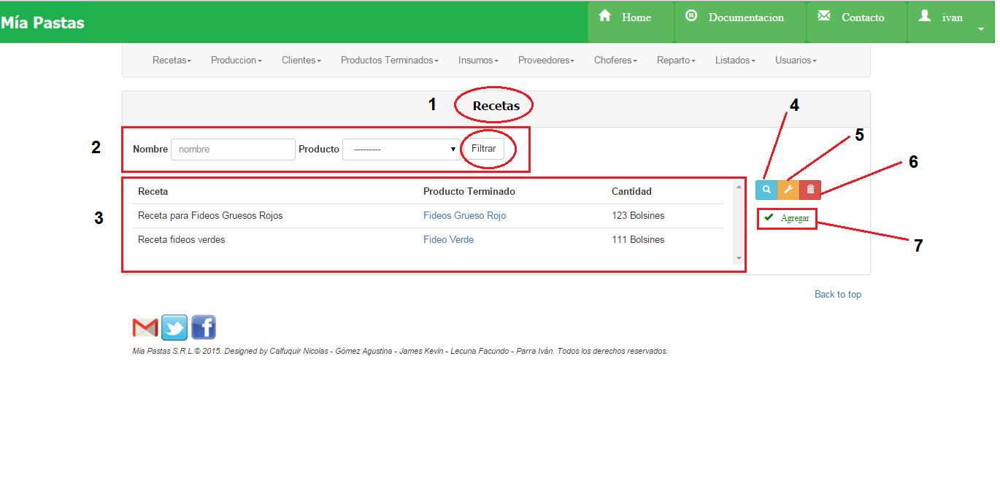 Mía Pastas
Home Documentacion Contacto ivan
Recetas Produccion Clientes Productos Terminados Insumos Proveedores Choferes Reparto Listados Usuarios
1 Recetas 4
5
2 Nombre nombre Producto --------- Filtrar
6
Receta Producto Terminado Cantidad
3 Receta para Fideos Gruesos Rojos Fideos Grueso Rojo 123 Bolsines Agregar
Receta fideos verdes Fideo Verde 111 Bolsines 7
Back to top
Mia Pastas S.R.L.© 2015. Designed by Calfuquir Nicolas - Gómez Agustina - James Kevin - Lecuna Facundo - Parra Iván. Todos los derechos reservados.